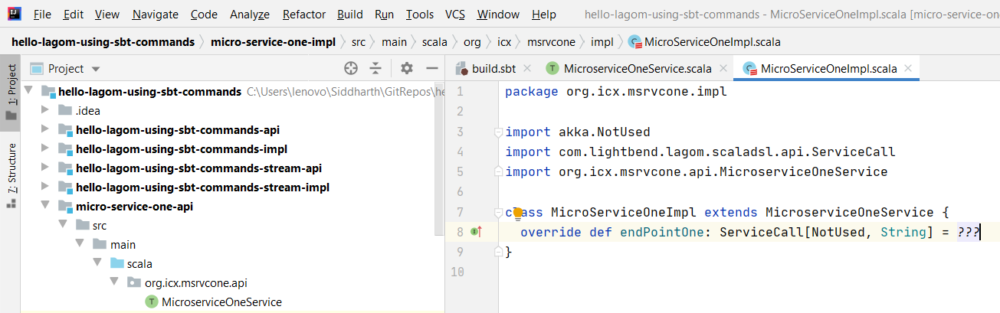 File Edit View Navigate Code Analyze Refactor Build Run Tools VCS Window Help hello-lagom-using-sbt-commands - MicroServiceOneImpl.scala [micro-service-on
hello-lagom-using-sbt-commands micro-service-one-impl src main scala org icx msrvcone impl MicroServiceOneImpl.scala
1: Project
7: Structure
Project
hello-lagom-using-sbt-commands C:\Users\lenovo\Siddharth\GitRepos\he
.idea
hello-lagom-using-sbt-commands-api
hello-lagom-using-sbt-commands-impl
hello-lagom-using-sbt-commands-stream-api
hello-lagom-using-sbt-commands-stream-impl
micro-service-one-api
src
main
scala
org.icx.msrvcone.api
MicroserviceOneService
build.sbt MicroserviceOneService.scala MicroServiceOneImpl.scala
1 package org.icx.msrvcone.impl
2
3 import akka.NotUsed
4 import com.lightbend.lagom.scaladsl.api.ServiceCall
5 import org.icx.msrvcone.api.MicroserviceOneService
6
7 class MicroServiceOneImpl extends MicroserviceOneService {
8 override def endPointOne: ServiceCall[NotUsed, String] = ???
9 }
10